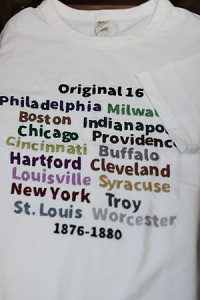 Original 16
Philadelphia Milwau
Boston Indianapol
Chicago Providence
Cincinnati Buffalo
Hartford Cleveland
Louisville Syracuse
New York Troy
St. Louis Worcester
1876-1880